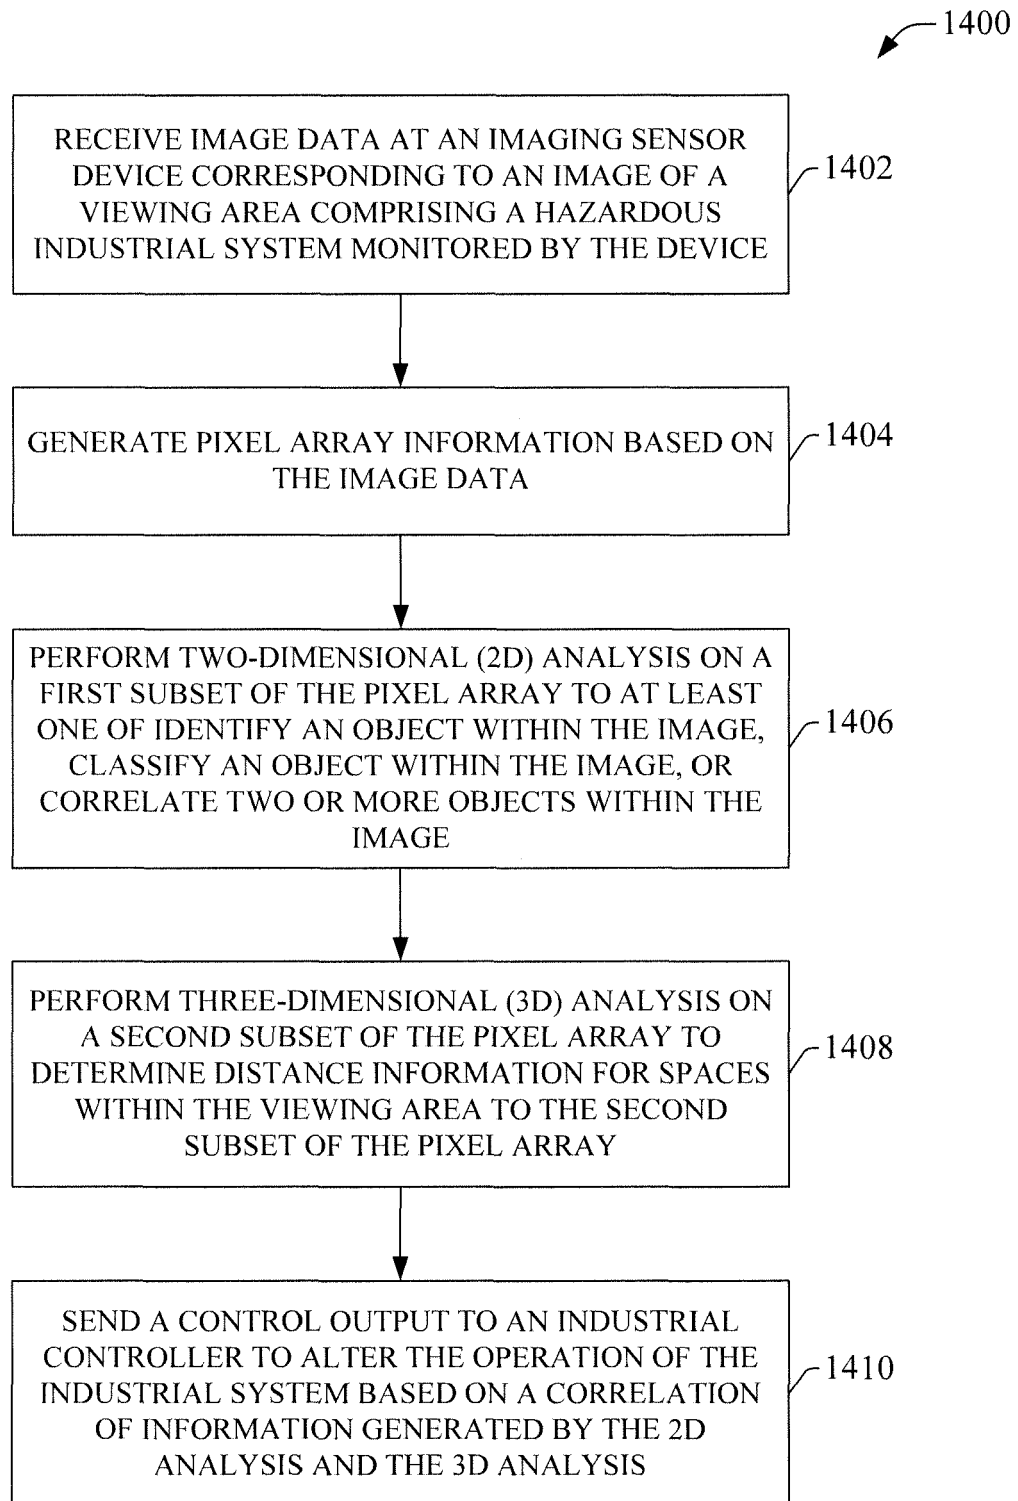 1400
RECEIVE IMAGE DATA AT AN IMAGING SENSOR
DEVICE CORRESPONDING TO AN IMAGE OF A
VIEWING AREA COMPRISING A HAZARDOUS
INDUSTRIAL SYSTEM MONITORED BY THE DEVICE
1402
GENERATE PIXEL ARRAY INFORMATION BASED ON
THE IMAGE DATA
1404
PERFORM TWO-DIMENSIONAL (2D) ANALYSIS ON A
FIRST SUBSET OF THE PIXEL ARRAY TO AT LEAST
ONE OF IDENTIFY AN OBJECT WITHIN THE IMAGE,
CLASSIFY AN OBJECT WITHIN THE IMAGE, OR
CORRELATE TWO OR MORE OBJECTS WITHIN THE
IMAGE
1406
PERFORM THREE-DIMENSIONAL (3D) ANALYSIS ON
A SECOND SUBSET OF THE PIXEL ARRAY TO
DETERMINE DISTANCE INFORMATION FOR SPACES
WITHIN THE VIEWING AREA TO THE SECOND
SUBSET OF THE PIXEL ARRAY
1408
SEND A CONTROL OUTPUT TO AN INDUSTRIAL
CONTROLLER TO ALTER THE OPERATION OF THE
INDUSTRIAL SYSTEM BASED ON A CORRELATION
OF INFORMATION GENERATED BY THE 2D
ANALYSIS AND THE 3D ANALYSIS
1410